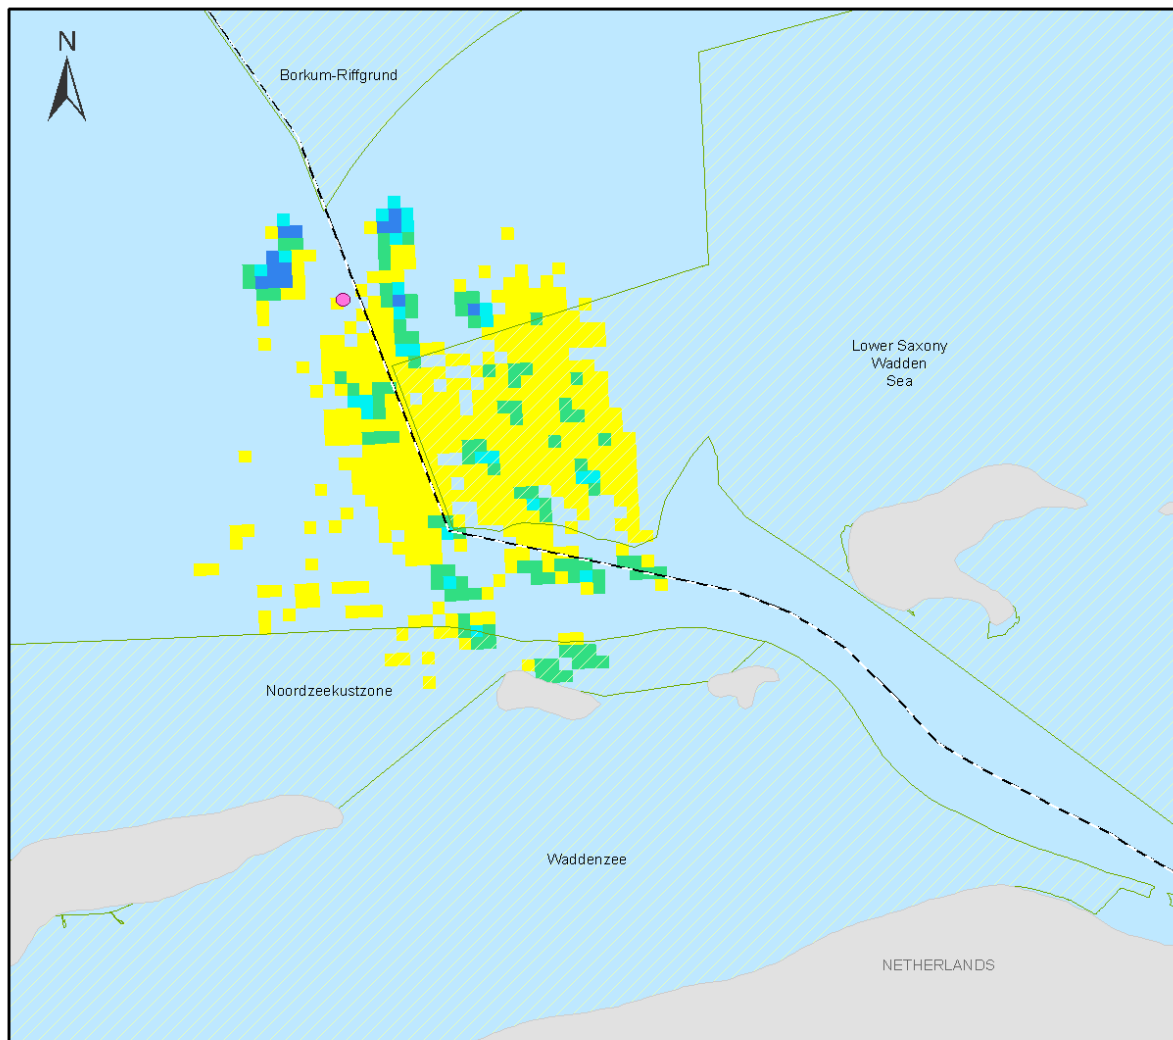 N
Borkum-Riffgrund
Lower Saxony
Wadden
Sea
Noordzeekustzone
Waddenzee
NETHERLANDS